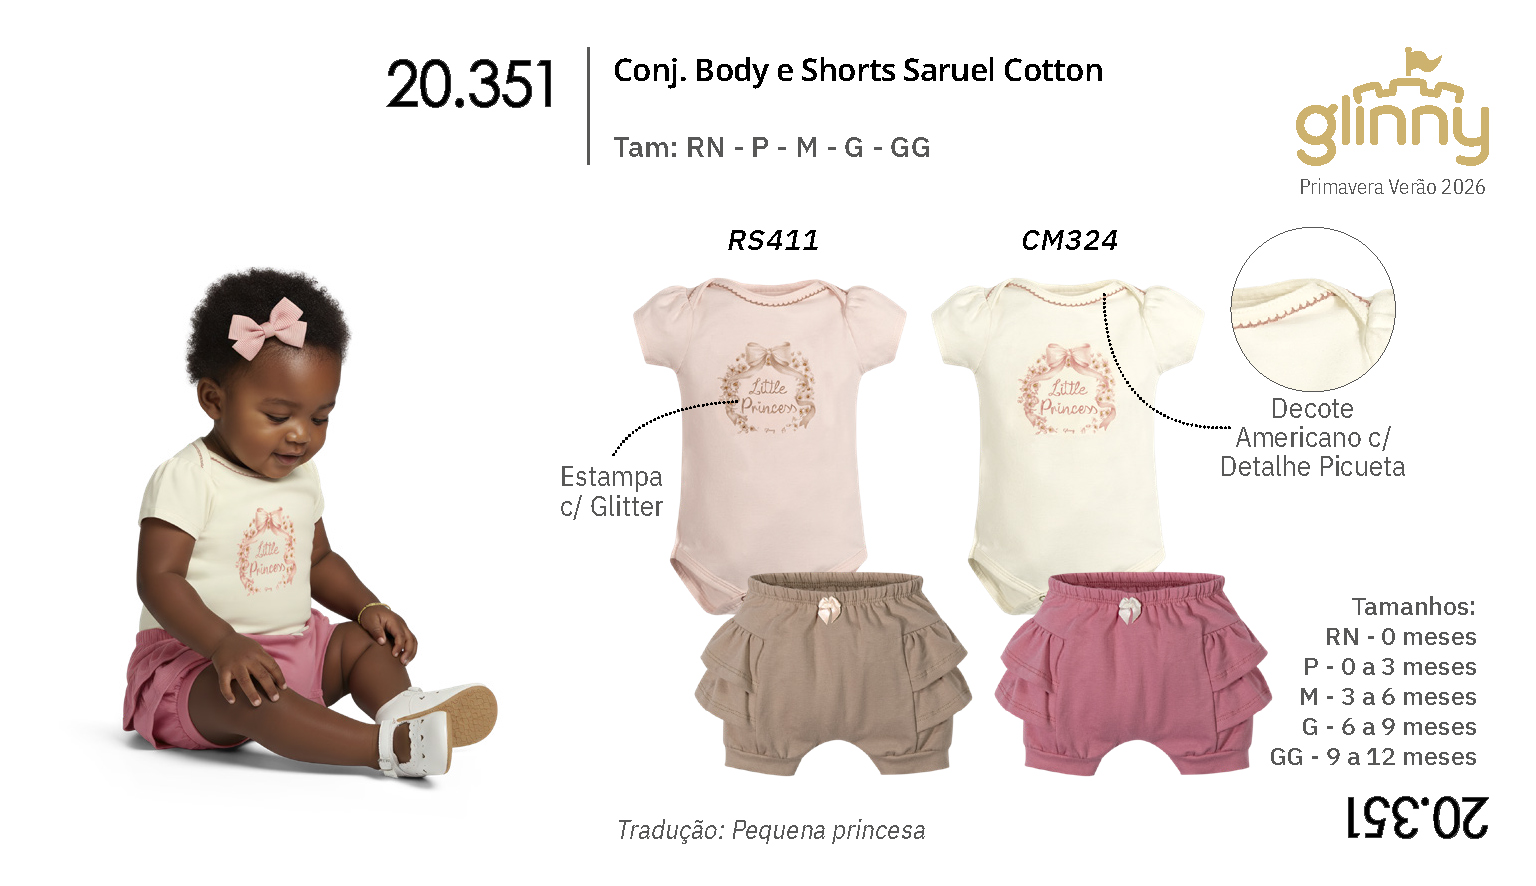 20.351
Conj. Body e Shorts Saruel Cotton
Tam: RN - P - M - G - GG
glinny
Primavera Verão 2026
RS411
CM324
Little
Princess
Little
Princess
Decote
Americano c/
Detalhe Picueta
Estampa
c/ Glitter
Little
Princess
Tamanhos:
RN - 0 meses
P - 0 a 3 meses
M - 3 a 6 meses
G - 6 a 9 meses
GG - 9 a 12 meses
20.351
Tradução: Pequena princesa